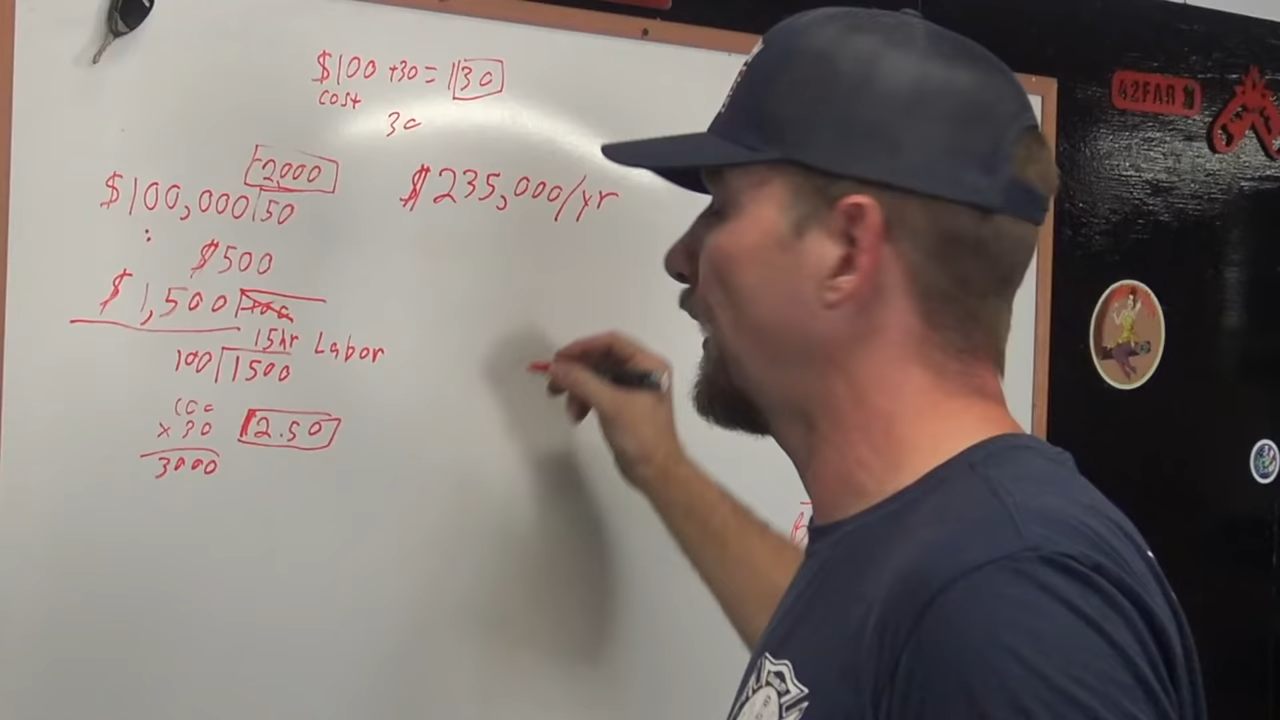 $100 +30 = 130
cost
30
2000
$100,000 50
$235,000/yr
$500
$1,500
15hr Labor
100 1500
100
x 30
12.50
3000
42FAB